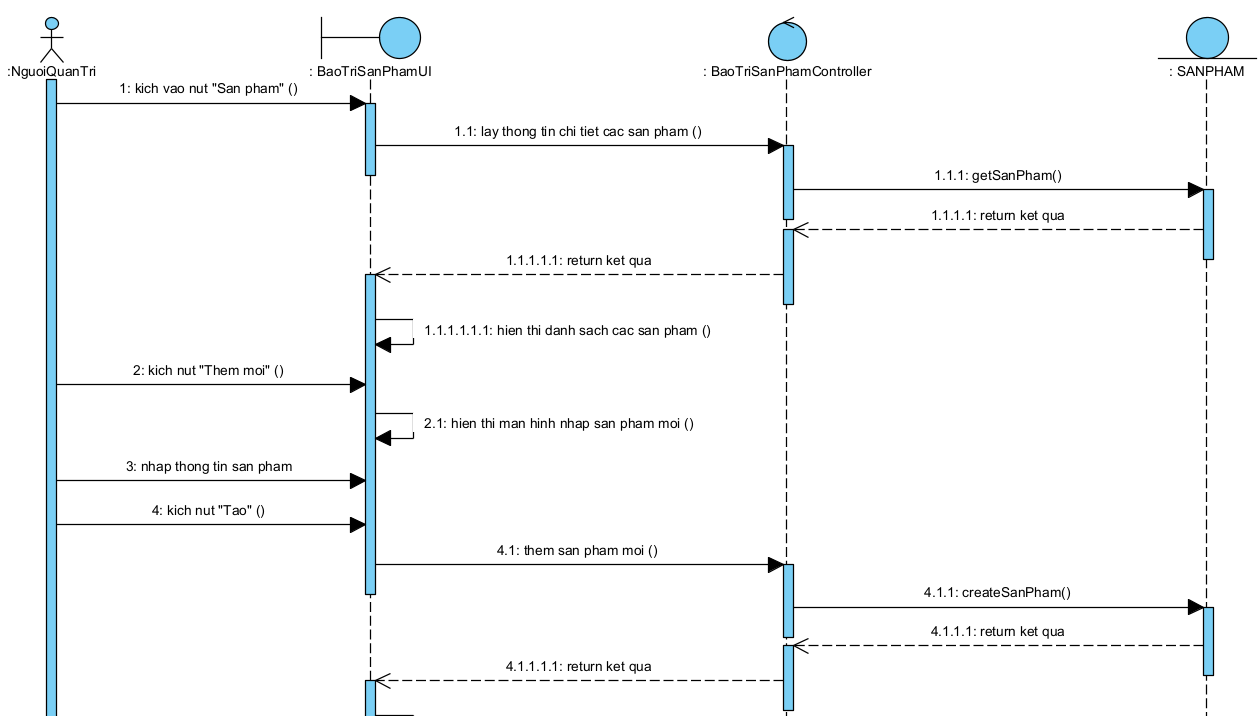 :NguoiQuanTri
: BaoTriSanPhamUI
: BaoTriSanPhamController
: SANPHAM
1: kich vao nut "San pham" ()
1.1: lay thong tin chi tiet cac san pham ()
1.1.1: getSanPham()
1.1.1.1: return ket qua
1.1.1.1.1: return ket qua
1.1.1.1.1.1: hien thi danh sach cac san pham ()
2: kich nut "Them moi" ()
2.1: hien thi man hinh nhap san pham moi ()
3: nhap thong tin san pham
4: kich nut "Tao" ()
4.1: them san pham moi ()
4.1.1: createSanPham()
4.1.1.1: return ket qua
4.1.1.1.1: return ket qua